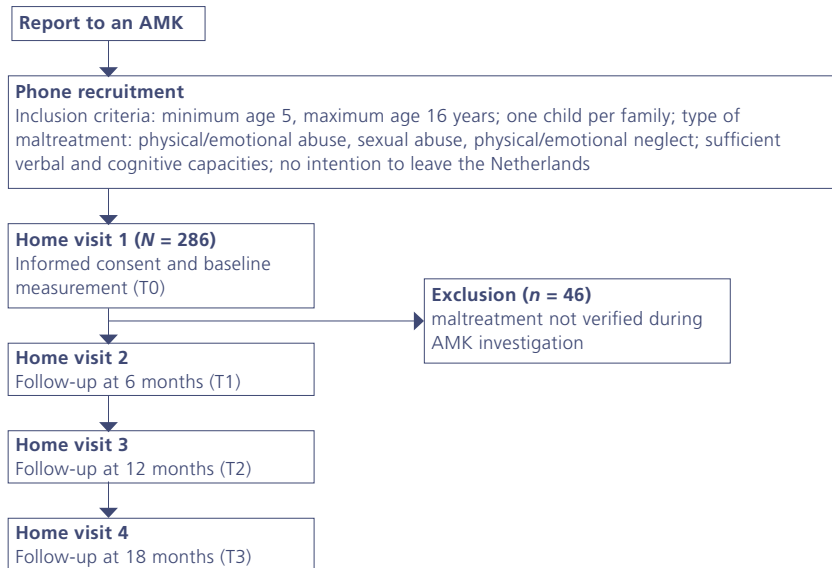 Report to an AMK
Phone recruitment
Inclusion criteria: minimum age 5, maximum age 16 years; one child per family; type of
maltreatment: physical/emotional abuse, sexual abuse, physical/emotional neglect; sufficient
verbal and cognitive capacities; no intention to leave the Netherlands
Home visit 1 (N = 286)
Informed consent and baseline
measurement (T0)
Exclusion (n = 46)
maltreatment not verified during
AMK investigation
Home visit 2
Follow-up at 6 months (T1)
Home visit 3
Follow-up at 12 months (T2)
Home visit 4
Follow-up at 18 months (T3)